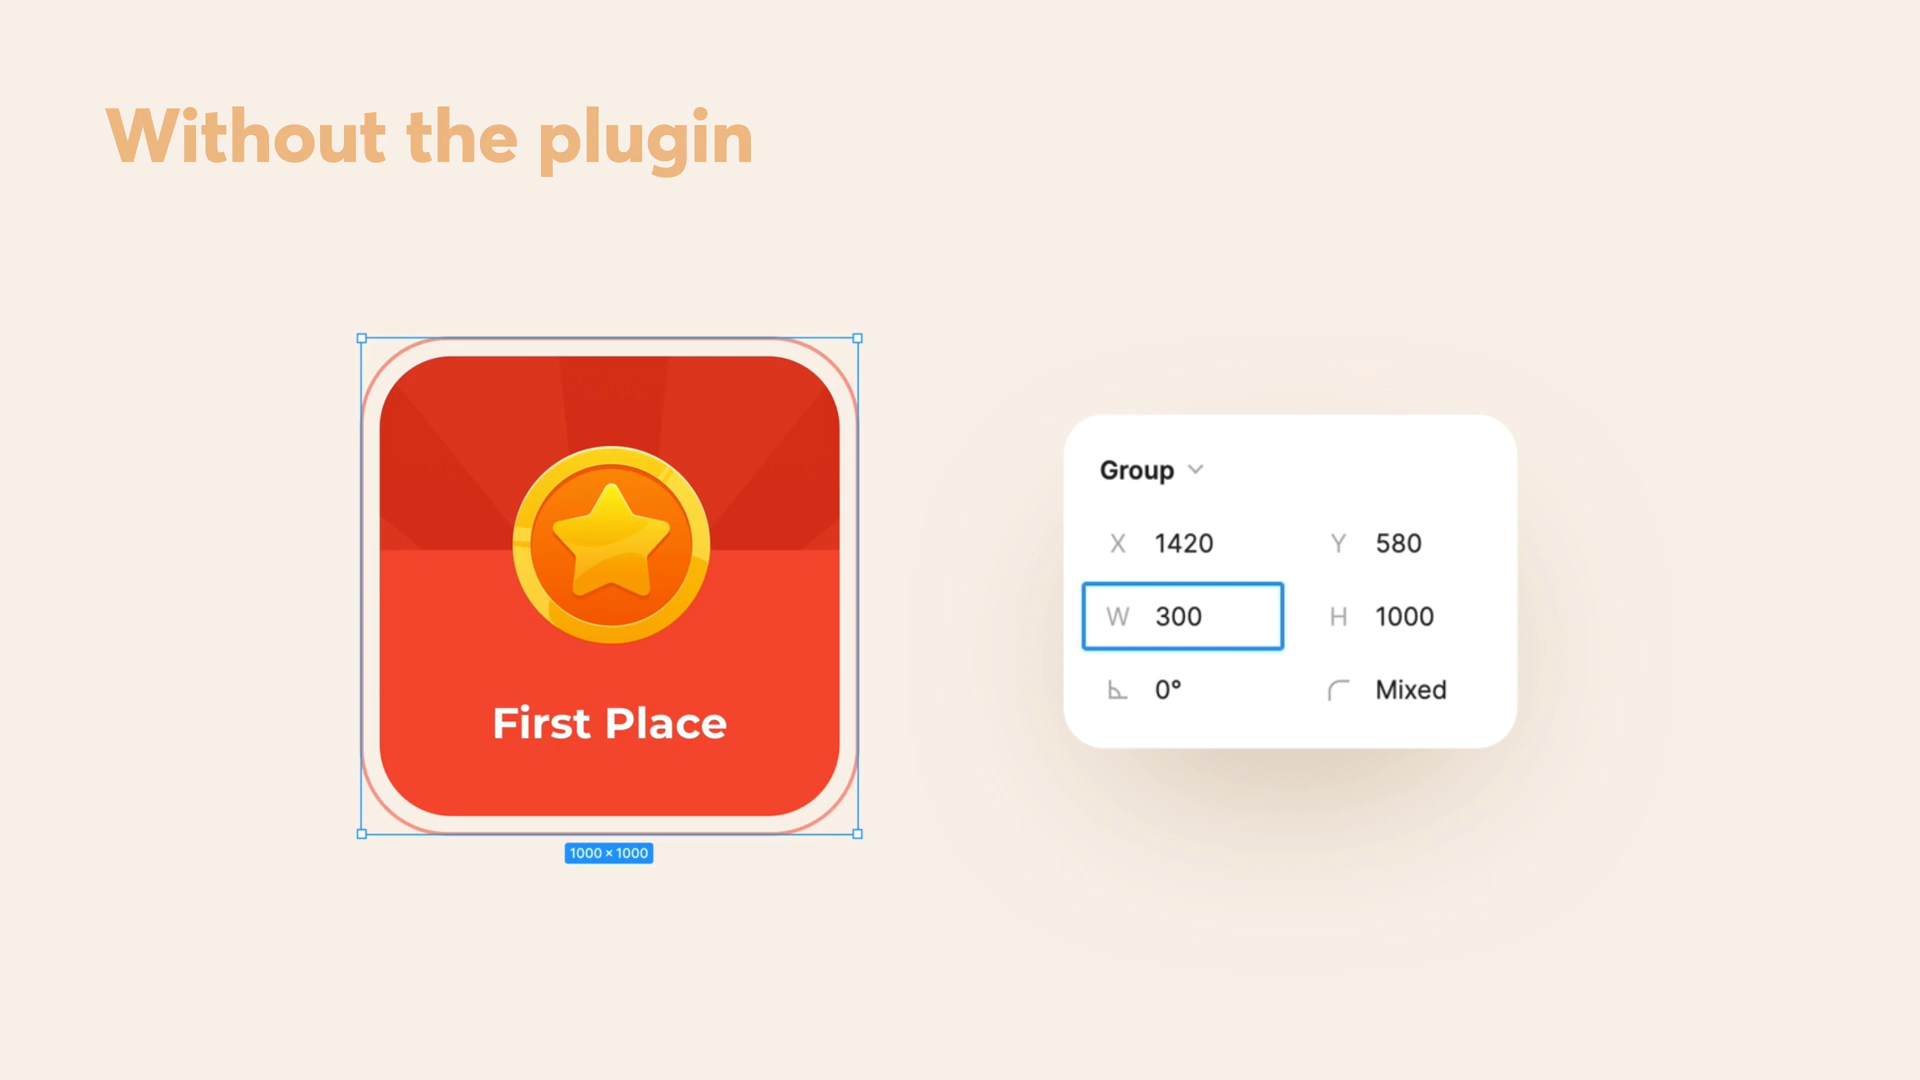 Without the plugin
First Place
1000 × 1000
Group
X 1420 Y 580
W 300 H 1000
0° Mixed